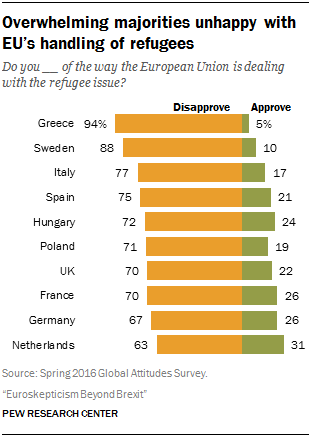 Overwhelming majorities unhappy with
EU's handling of refugees
Do you __ of the way the European Union is dealing
with the refugee issue?
Disapprove Approve
Greece 94% 5%
Sweden 88 10
Italy 77 17
Spain 75 21
Hungary 72 24
Poland 71 19
UK 70 22
France 70 26
Germany 67 26
Netherlands 63 31
Source: Spring 2016 Global Attitudes Survey.
"Euroskepticism Beyond Brexit"
PEW RESEARCH CENTER